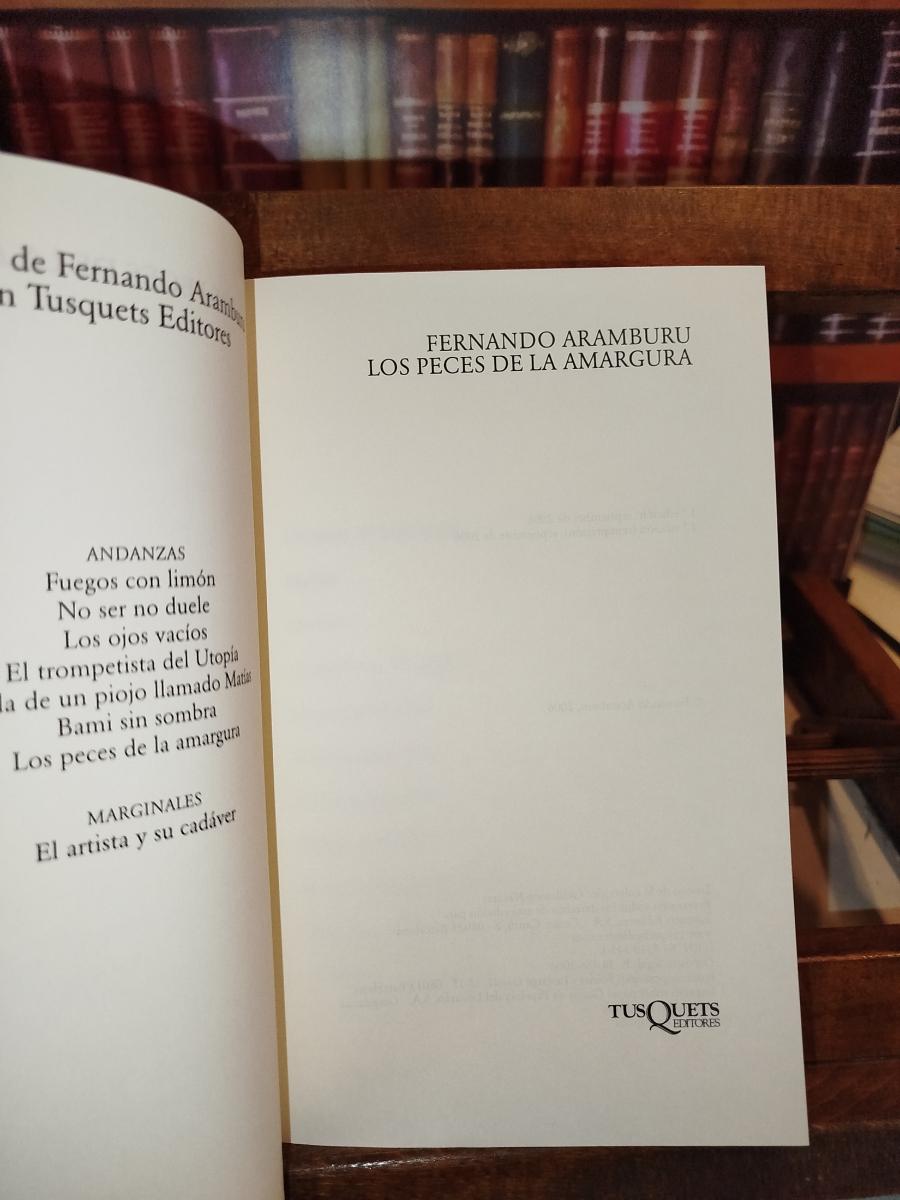 de Fernando Aramburu
n Tusquets Editores
ANDANZAS
Fuegos con limón
No ser no duele
Los ojos vacíos
El trompetista del Utopía
da de un piojo llamado Matías
Bami sin sombra
Los peces de la amargura
MARGINALES
El artista y su cadáver
FERNANDO ARAMBURU
LOS PECES DE LA AMARGURA
TUSQUETS
EDITORES